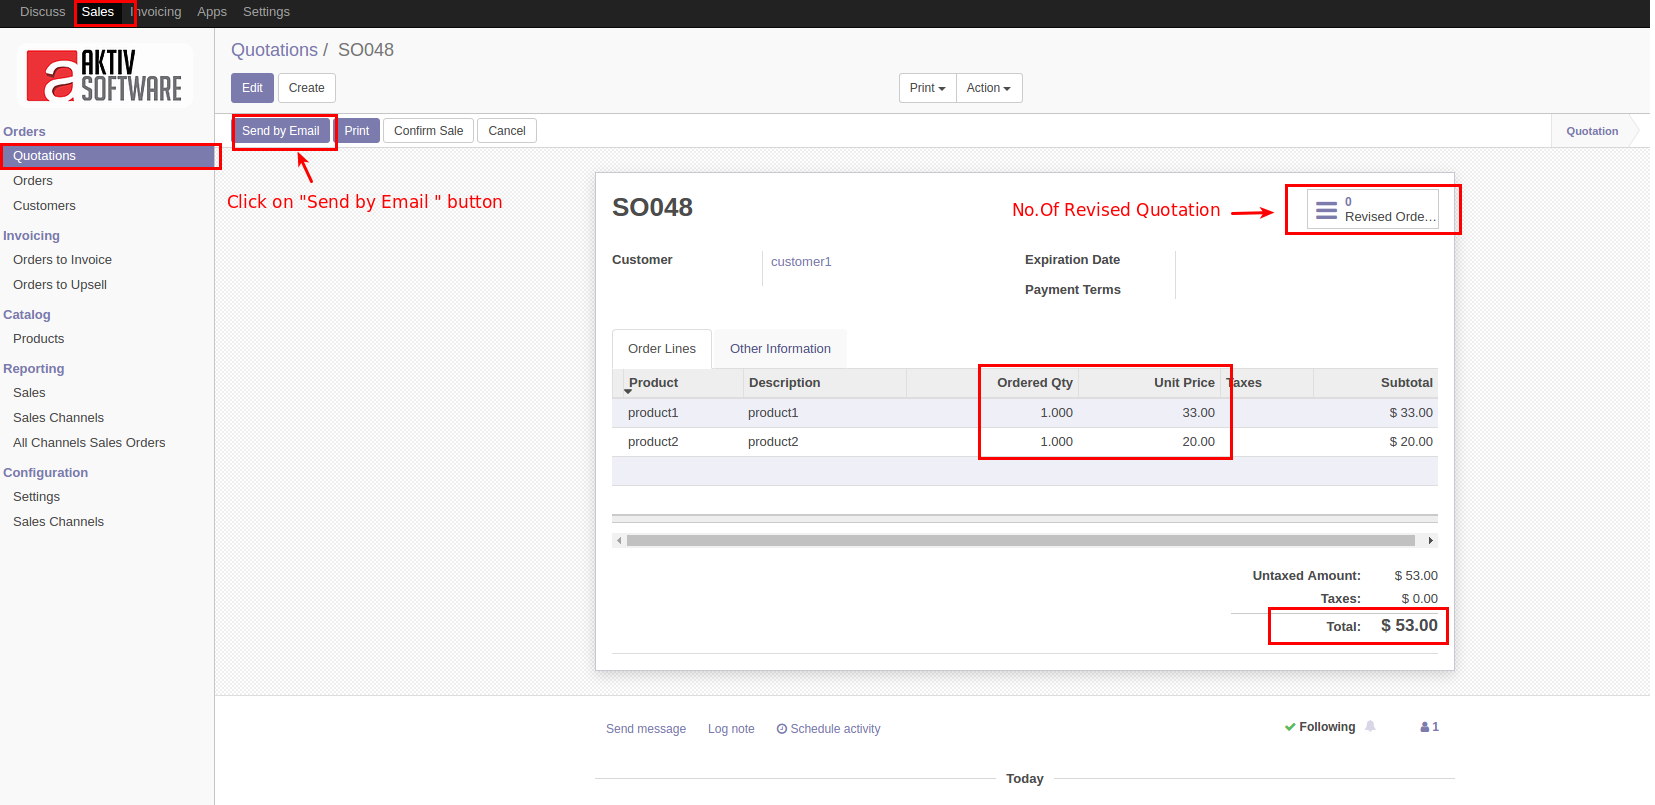 Discuss Sales Invoicing Apps Settings
AKTIV
SOFTWARE
Quotations / SO048
Edit Create Print Action
Send by Email Print Confirm Sale Cancel Quotation
Click on "Send by Email " button
Orders
Quotations
Orders
Customers
Invoicing
Orders to Invoice
Orders to Upsell
Catalog
Products
Reporting
Sales
Sales Channels
All Channels Sales Orders
Configuration
Settings
Sales Channels
SO048
No.Of Revised Quotation
0
Revised Orde...
Customer customer1
Expiration Date
Payment Terms
Order Lines Other Information
Product Description Ordered Qty Unit Price Taxes Subtotal
product1 product1 1.000 33.00 $ 33.00
product2 product2 1.000 20.00 $ 20.00
Untaxed Amount: $ 53.00
Taxes: $ 0.00
Total: $ 53.00
Send message Log note Schedule activity Following 1
Today